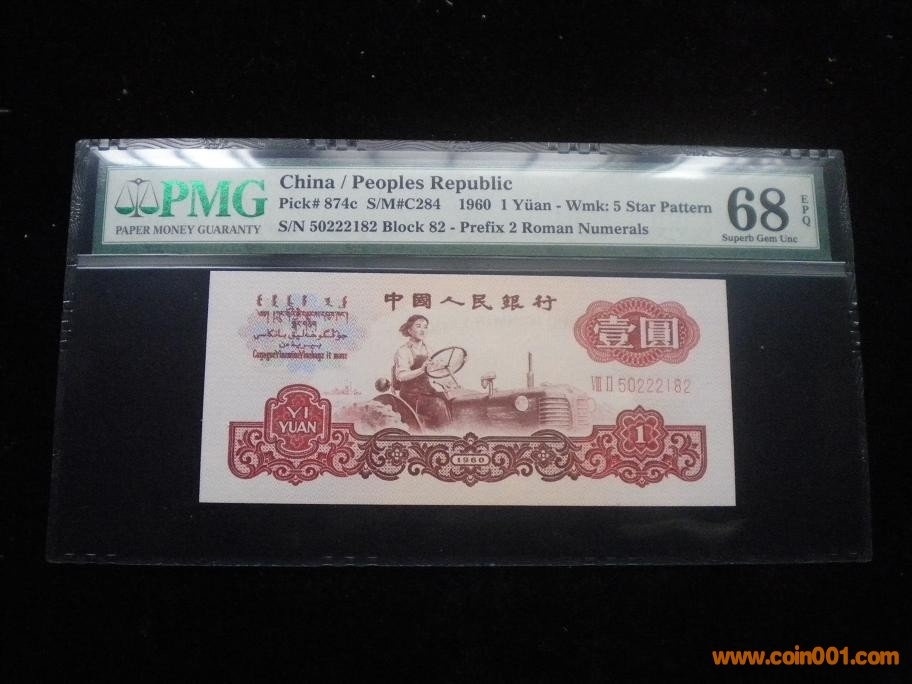 PMG
PAPER MONEY GUARANTY
China / Peoples Republic
Pick# 874c S/M#C284 1960 1 Yüan - Wmk: 5 Star Pattern
S/N 50222182 Block 82 - Prefix 2 Roman Numerals
68
EPQ
Superb Gem Unc
中國人民銀行
壹圓
VIII II 50222182
YI
YUAN
1960
1
www.coin001.com